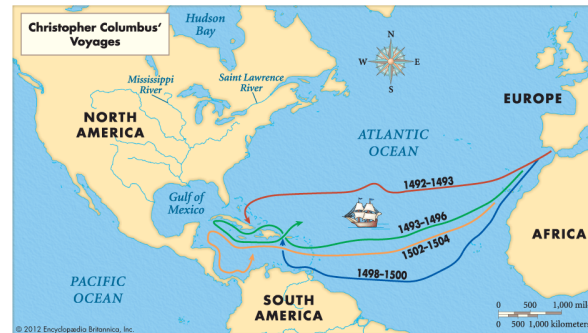 Christopher Columbus'
Voyages
Hudson
Bay
N
W
E
S
Mississippi
River
Saint Lawrence
River
EUROPE
NORTH
AMERICA
ATLANTIC
OCEAN
Gulf of
Mexico
1492–1493
1493–1496
1502–1504
1498–1500
AFRICA
PACIFIC
OCEAN
SOUTH
AMERICA
0 500 1,000 mil
0 500 1,000 kilometer
© 2012 Encyclopædia Britannica, Inc.